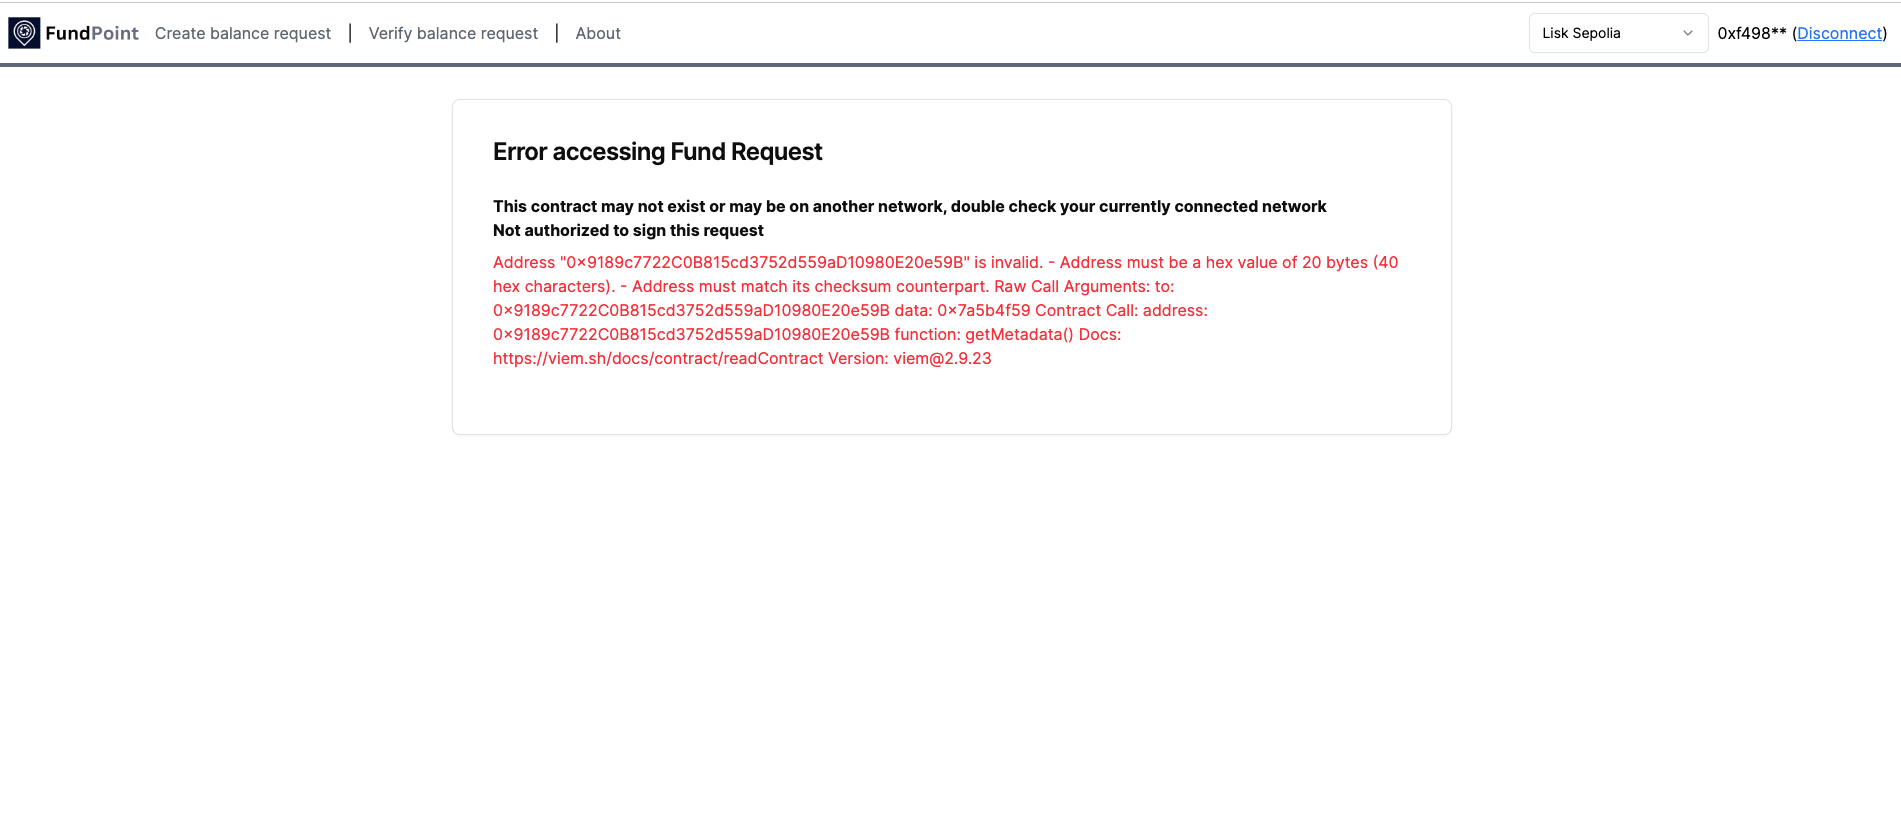 FundPoint Create balance request | Verify balance request | About Lisk Sepolia 0xf498** (Disconnect)
Error accessing Fund Request
This contract may not exist or may be on another network, double check your currently connected network
Not authorized to sign this request
Address "0x9189c7722C0B815cd3752d559aD10980E20e59B" is invalid. - Address must be a hex value of 20 bytes (40
hex characters). - Address must match its checksum counterpart. Raw Call Arguments: to:
0x9189c7722C0B815cd3752d559aD10980E20e59B data: 0x7a5b4f59 Contract Call: address:
0x9189c7722C0B815cd3752d559aD10980E20e59B function: getMetadata() Docs:
https://viem.sh/docs/contract/readContract Version: viem@2.9.23